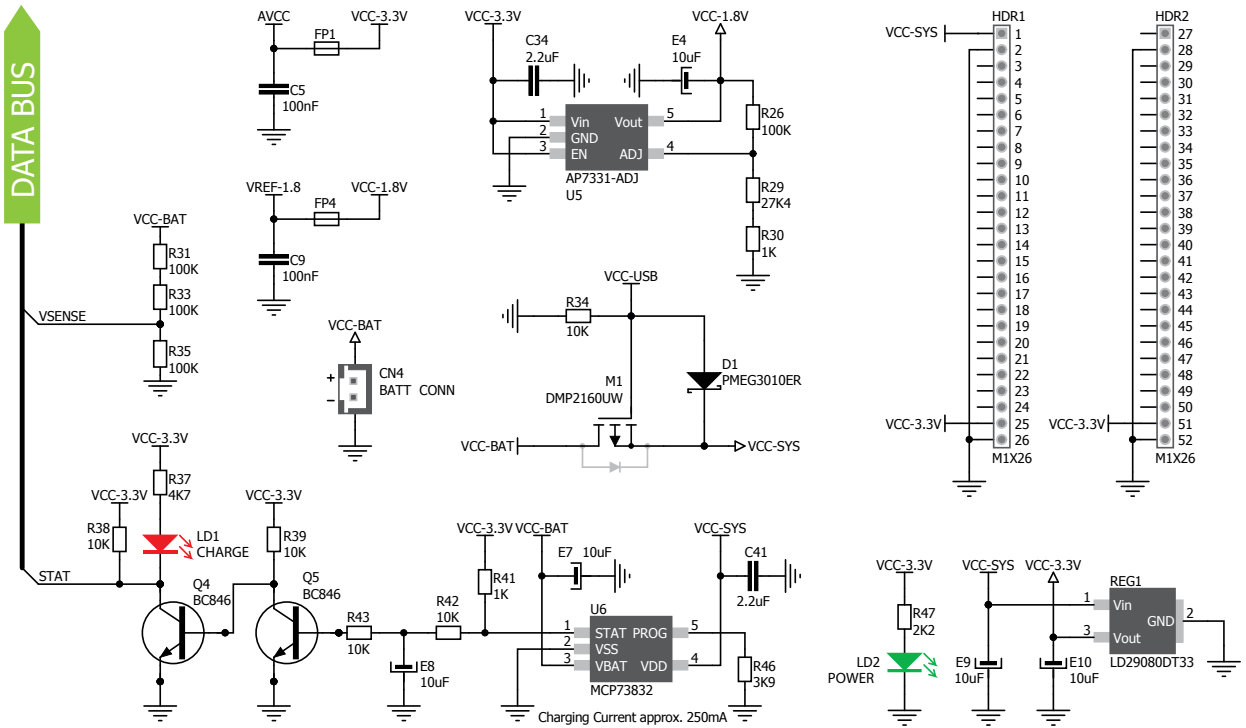 DATA BUS
AVCC
VCC-3.3V
FP1
C5
100nF
VREF-1.8
VCC-1.8V
FP4
C9
100nF
VCC-BAT
R31
100K
R33
100K
VSENSE
R35
100K
VCC-BAT
CN4
BATT CONN
+
–
VCC-3.3V
C34
2.2uF
E4
10uF
VCC-1.8V
1 Vin Vout 5
2 GND
3 EN ADJ 4
AP7331-ADJ
U5
R26
100K
R29
27K4
R30
1K
VCC-USB
R34
10K
D1
PMEG3010ER
M1
DMP2160UW
VCC-BAT
VCC-SYS
HDR1
VCC-SYS
1
2
3
4
5
6
7
8
9
10
11
12
13
14
15
16
17
18
19
20
21
22
23
24
VCC-3.3V
25
26
M1X26
HDR2
27
28
29
30
31
32
33
34
35
36
37
38
39
40
41
42
43
44
45
46
47
48
49
50
VCC-3.3V
51
52
M1X26
VCC-3.3V
R37
4K7
VCC-3.3V
R38
10K
LD1
CHARGE
VCC-3.3V
R39
10K
STAT
Q4
BC846
Q5
BC846
R43
10K
R42
10K
E8
10uF
VCC-3.3V
R41
1K
VCC-BAT
E7
10uF
VCC-SYS
C41
2.2uF
U6
1 STAT PROG 5
2 VSS
3 VBAT VDD 4
MCP73832
R46
3K9
Charging Current approx. 250mA
VCC-3.3V
R47
2K2
LD2
POWER
VCC-SYS
VCC-3.3V
E9
10uF
E10
10uF
REG1
1 Vin
GND 2
3 Vout
LD29080DT33